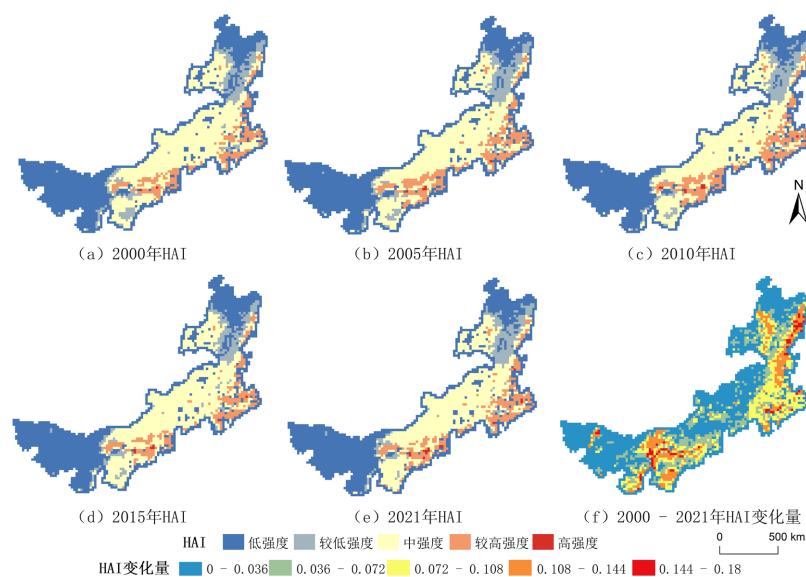 N
（a）2000年HAI
（b）2005年HAI
（c）2010年HAI
（d）2015年HAI
（e）2021年HAI
（f）2000 - 2021年HAI变化量
HAI 低强度 较低强度 中强度 较高强度 高强度
0 500 km
HAI变化量 0 - 0.036 0.036 - 0.072 0.072 - 0.108 0.108 - 0.144 0.144 - 0.18